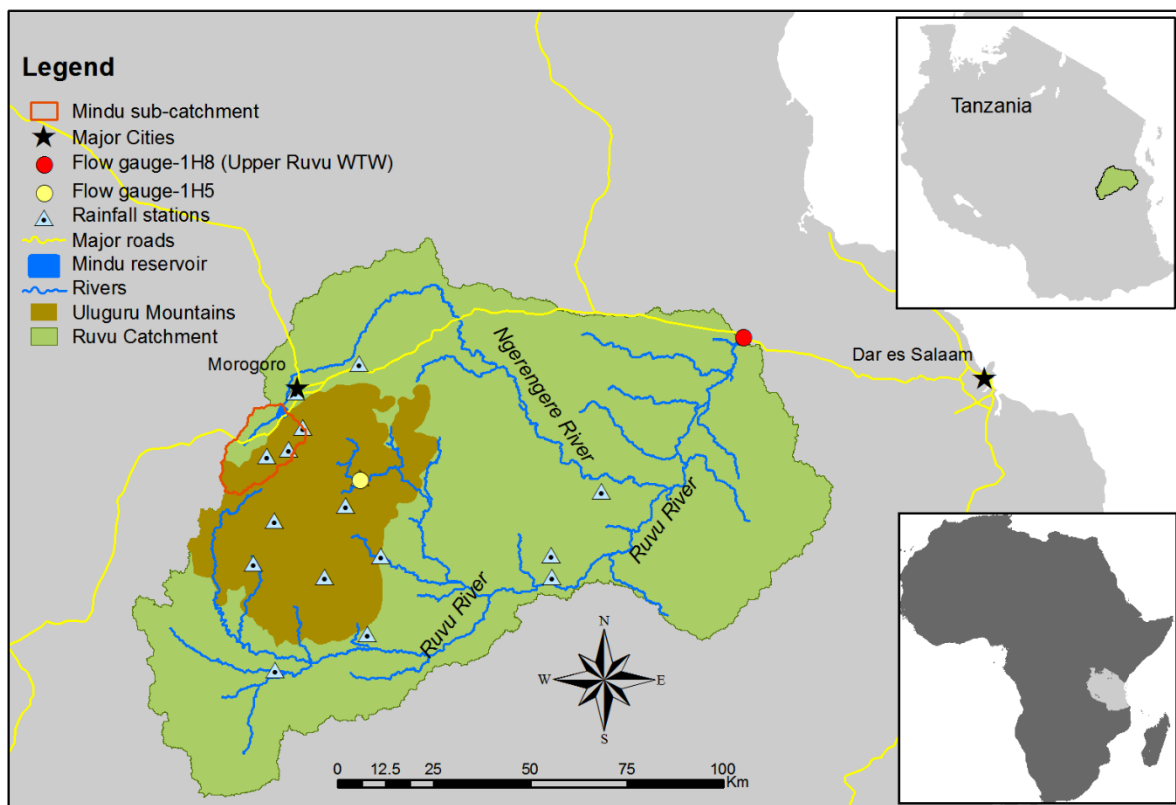 Legend
Mindu sub-catchment
Major Cities
Flow gauge-1H8 (Upper Ruvu WTW)
Flow gauge-1H5
Rainfall stations
Major roads
Mindu reservoir
Rivers
Uluguru Mountains
Ruvu Catchment
Tanzania
Morogoro
Ngerengere River
Dar es Salaam
Ruvu River
Ruvu River
N
W
E
S
0 12.5 25 50 75 100
Km